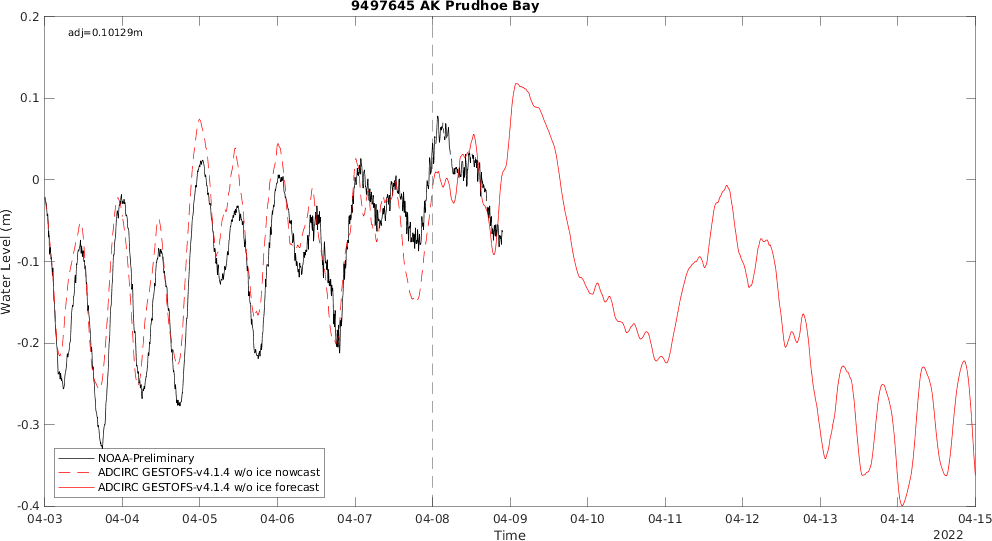 9497645 AK Prudhoe Bay
adj=0.10129m
0.2
0.1
0
-0.1
-0.2
-0.3
-0.4
Water Level (m)
NOAA-Preliminary
ADCIRC GESTOFS-v4.1.4 w/o ice nowcast
ADCIRC GESTOFS-v4.1.4 w/o ice forecast
04-03 04-04 04-05 04-06 04-07 04-08 04-09 04-10 04-11 04-12 04-13 04-14 04-15
Time
2022